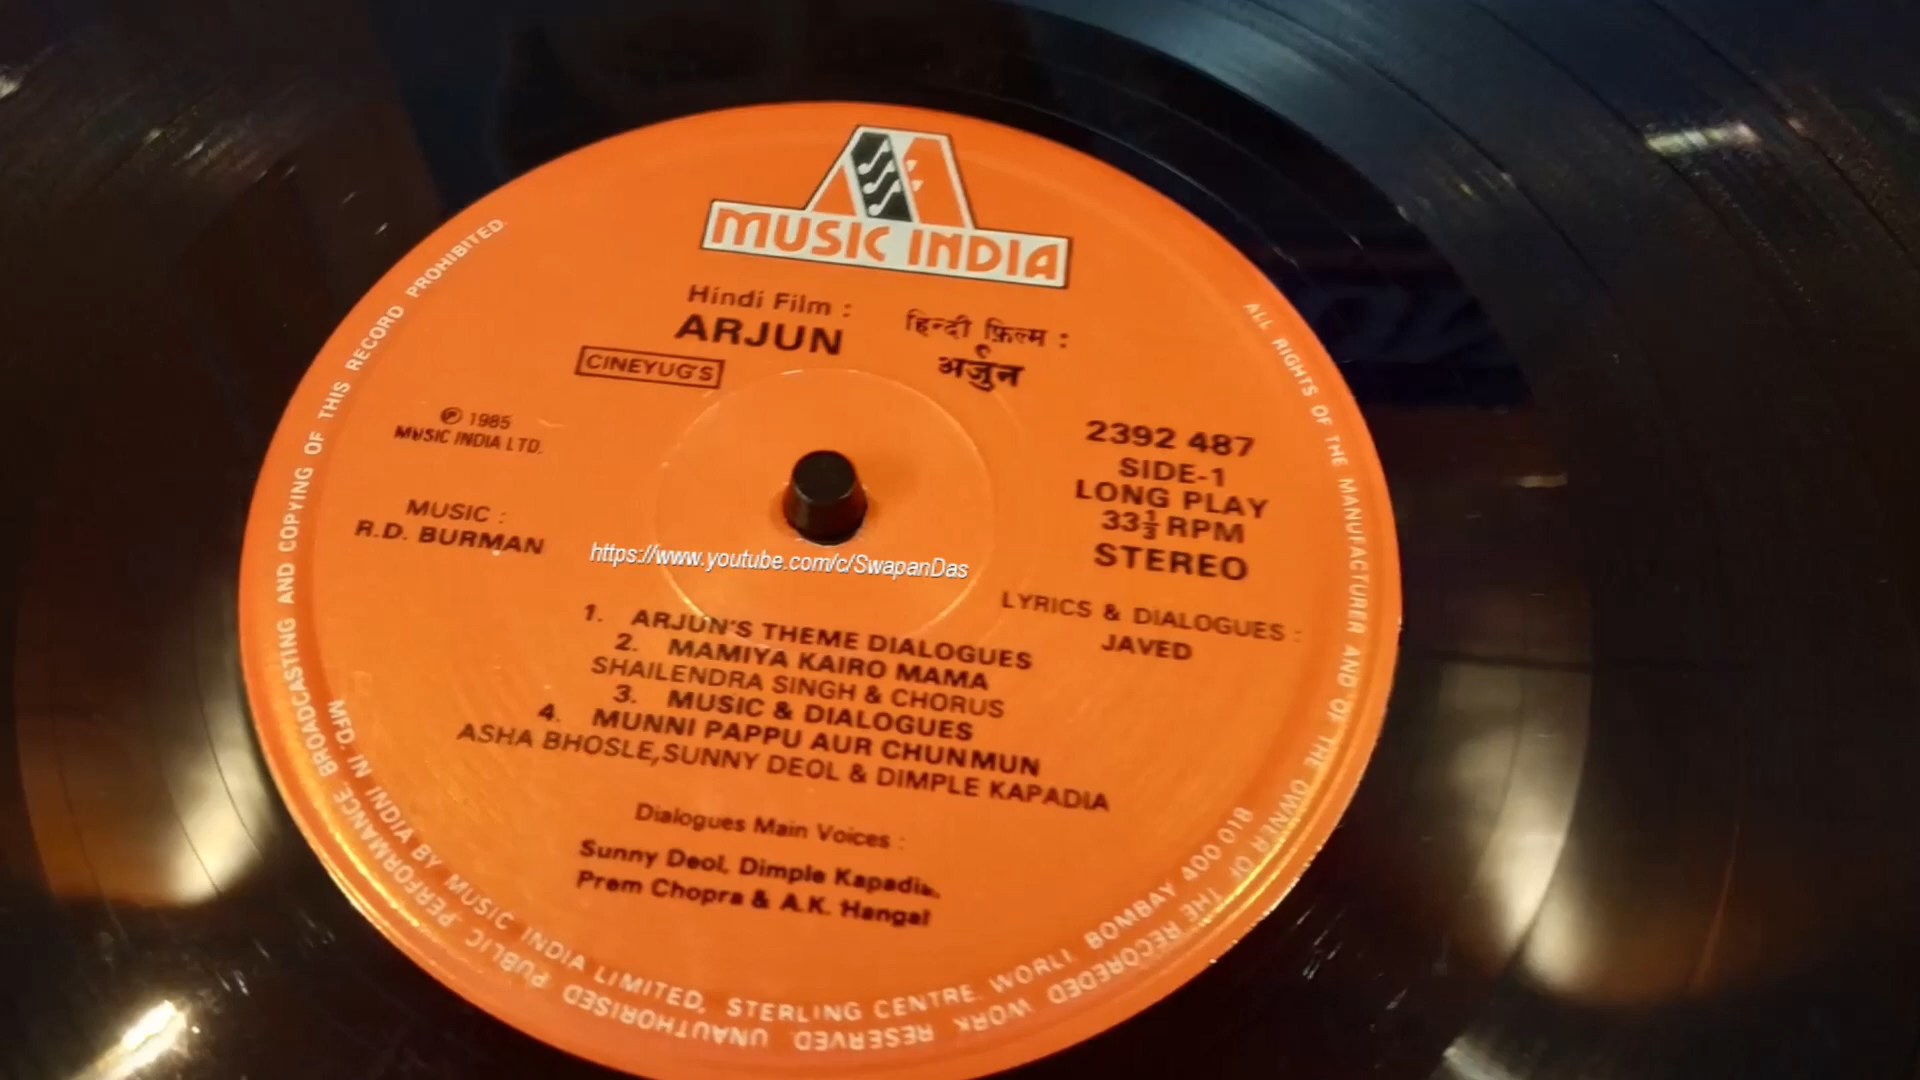 MUSIC INDIA
Hindi Film :
ARJUN
हिन्दी फ़िल्म :
अर्जुन
CINEYUG'S
℗ 1985
MUSIC INDIA LTD.
2392 487
SIDE-1
LONG PLAY
33⅓ RPM
STEREO
MUSIC :
R.D. BURMAN
https://www.youtube.com/c/SwapanDas
LYRICS & DIALOGUES :
JAVED
1. ARJUN'S THEME DIALOGUES
2. MAMIYA KAIRO MAMA
SHAILENDRA SINGH & CHORUS
3. MUSIC & DIALOGUES
4. MUNNI PAPPU AUR CHUNMUN
ASHA BHOSLE, SUNNY DEOL & DIMPLE KAPADIA
Dialogues Main Voices :
Sunny Deol, Dimple Kapadia,
Prem Chopra & A.K. Hangal
ALL RIGHTS OF THE MANUFACTURER AND OF THE OWNER OF THE RECOREDED WORK RESERVED. UNAUTHORISED PUBLIC PERFORMANCE, BROADCASTING AND COPYING OF THIS RECORD PROHIBITED.
MFD. IN INDIA BY MUSIC INDIA LIMITED, STERLING CENTRE, WORLI, BOMBAY 400 018